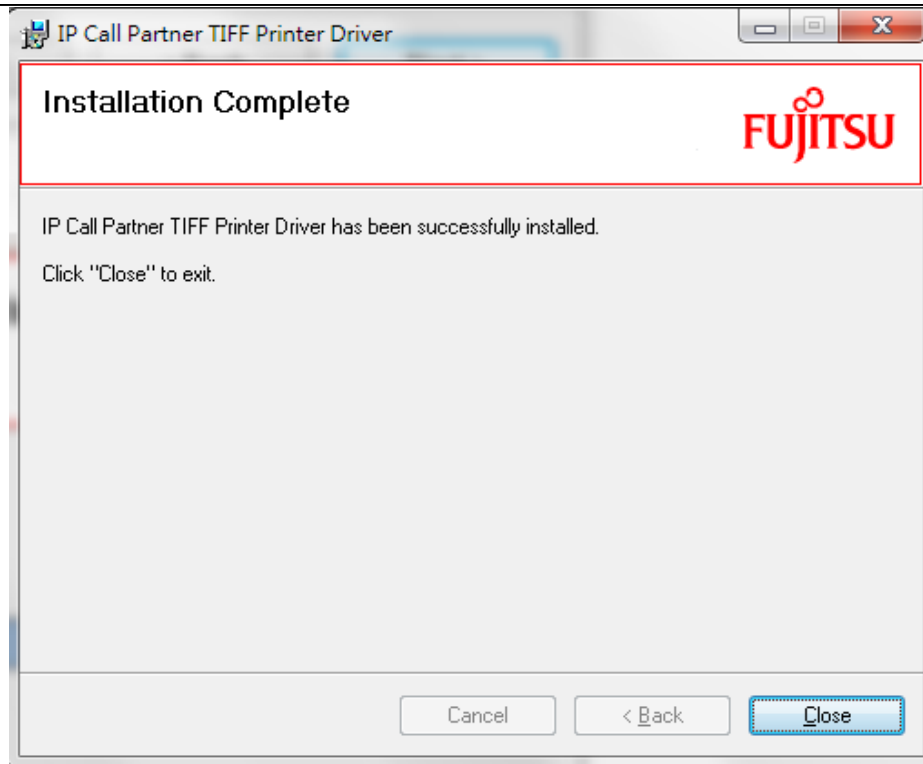 IP Call Partner TIFF Printer Driver
Installation Complete
FUJITSU
IP Call Partner TIFF Printer Driver has been successfully installed.
Click "Close" to exit.
Cancel
< Back
Close